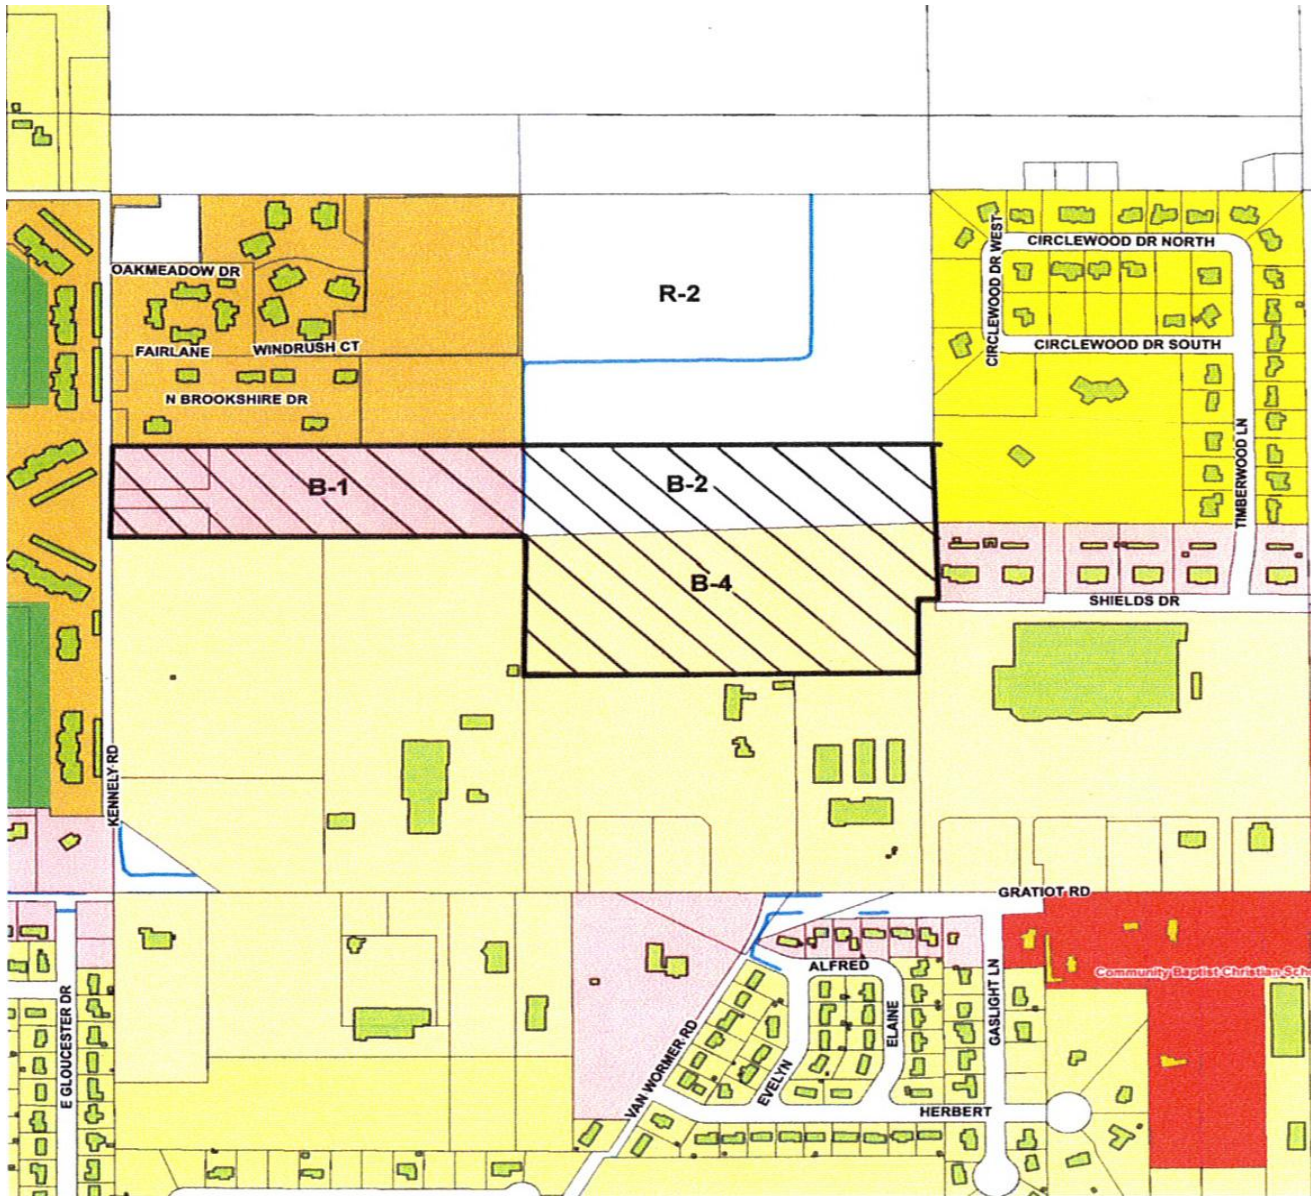 CIRCLEWOOD DR NORTH
CIRCLEWOOD DR WEST
OAKMEADOW DR
R-2
CIRCLEWOOD DR SOUTH
FAIRLANE
WINDRUSH CT
N BROOKSHIRE DR
TIMBERWOOD LN
B-1
B-2
B-4
SHIELDS DR
KENNELY RD
GRATIOT RD
ALFRED
Community Baptist Christian Sch
GASLIGHT LN
ELAINE
E GLOUCESTER DR
VAN WORMER RD
EVELYN
HERBERT